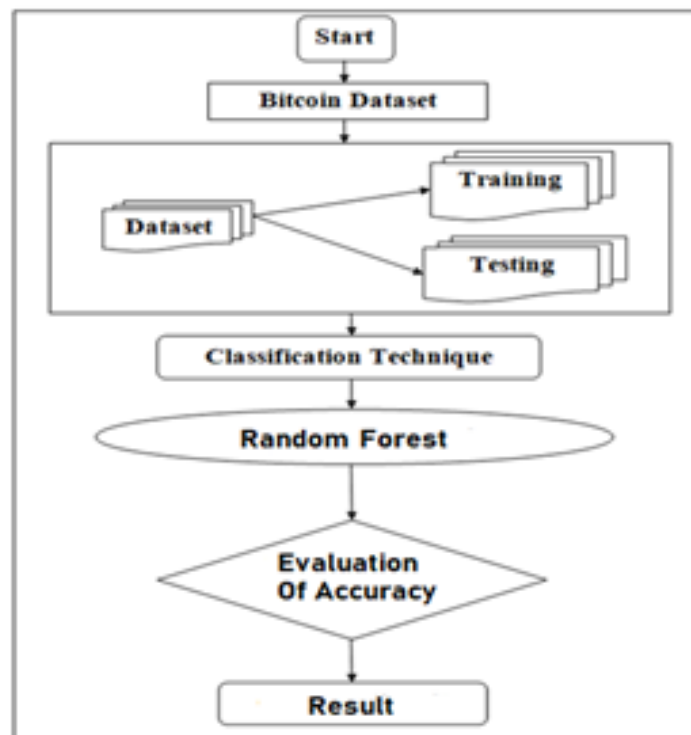 Start
Bitcoin Dataset
Training
Dataset
Testing
Classification Technique
Random Forest
Evaluation
Of Accuracy
Result